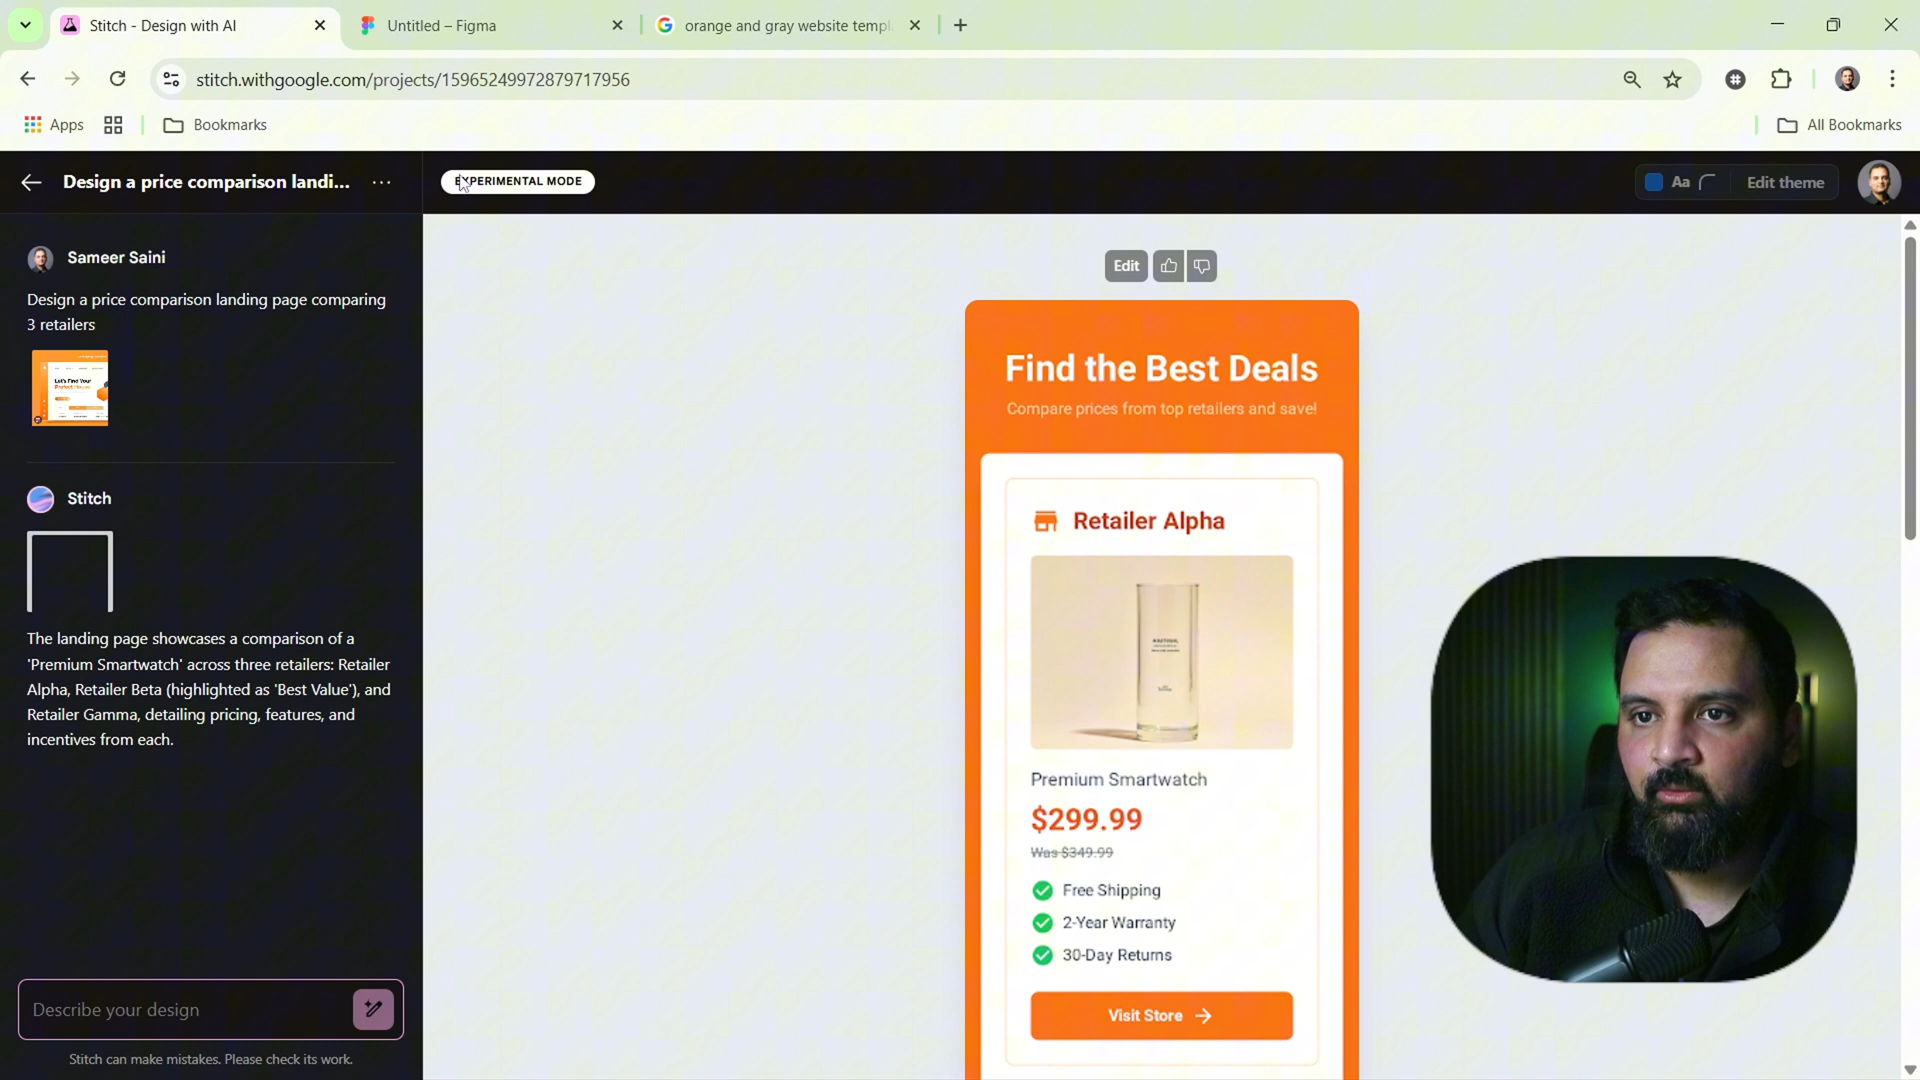 Stitch - Design with AI
Untitled – Figma
orange and gray website templ
stitch.withgoogle.com/projects/15965249972879717956
Apps
Bookmarks
All Bookmarks
Design a price comparison landi...
EXPERIMENTAL MODE
Aa
Edit theme
Sameer Saini
Design a price comparison landing page comparing
3 retailers
Let's Find Your
Perfect House
Stitch
The landing page showcases a comparison of a
'Premium Smartwatch' across three retailers: Retailer
Alpha, Retailer Beta (highlighted as 'Best Value'), and
Retailer Gamma, detailing pricing, features, and
incentives from each.
Describe your design
Stitch can make mistakes. Please check its work.
Edit
Find the Best Deals
Compare prices from top retailers and save!
Retailer Alpha
Premium Smartwatch
$299.99
Was $349.99
Free Shipping
2-Year Warranty
30-Day Returns
Visit Store